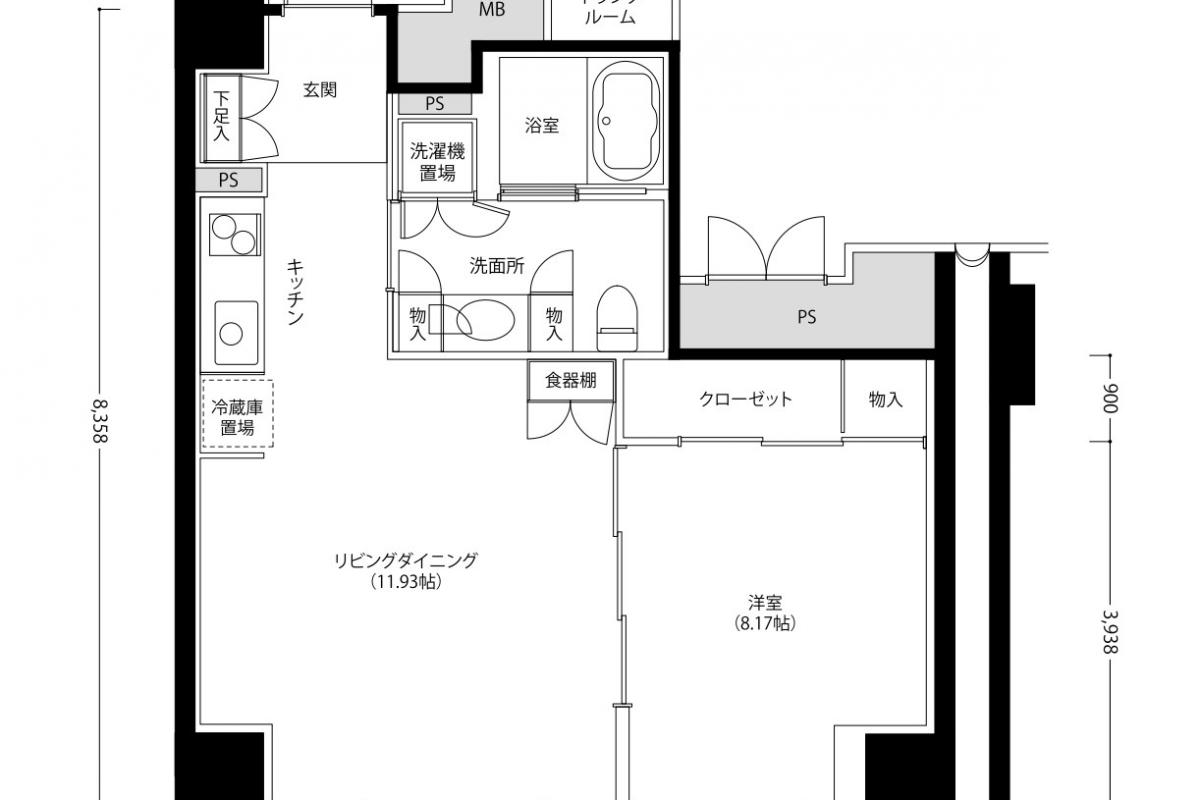 MB
ルーム
玄関
下足入
PS
PS
洗濯機
置場
浴室
キッチン
洗面所
物入
物入
PS
食器棚
クローゼット
物入
冷蔵庫
置場
8,358
900
リビングダイニング
（11.93帖）
洋室
（8.17帖）
3,938